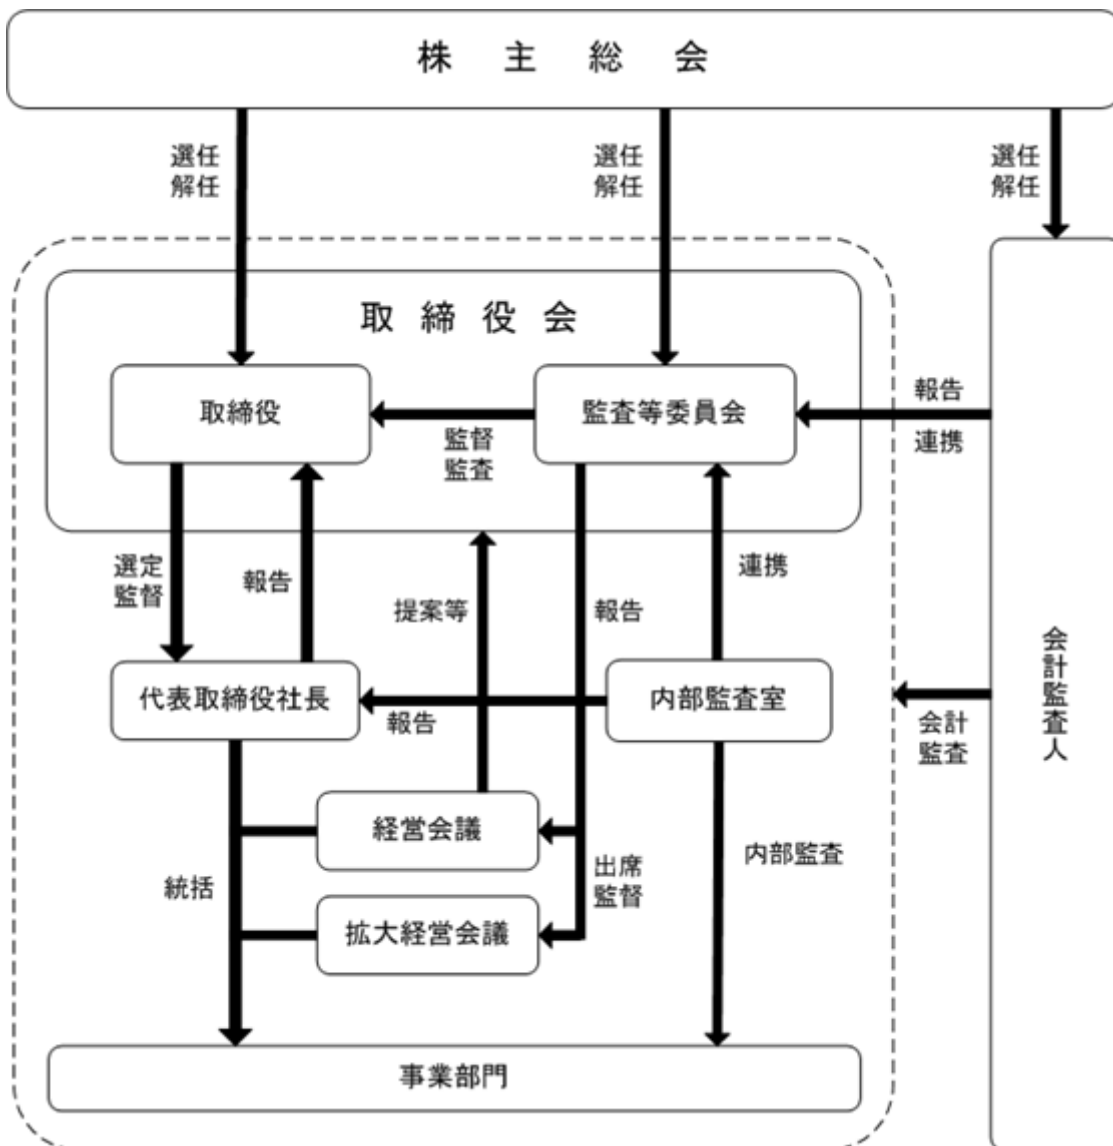 株主総会
選任
解任
選任
解任
選任
解任
取締役会
取締役
監査等委員会
監督
監査
報告
連携
選定
監督
報告
提案等
報告
連携
代表取締役社長
報告
内部監査室
会計
監査
会計監査人
経営会議
出席
監督
内部監査
統括
拡大経営会議
事業部門